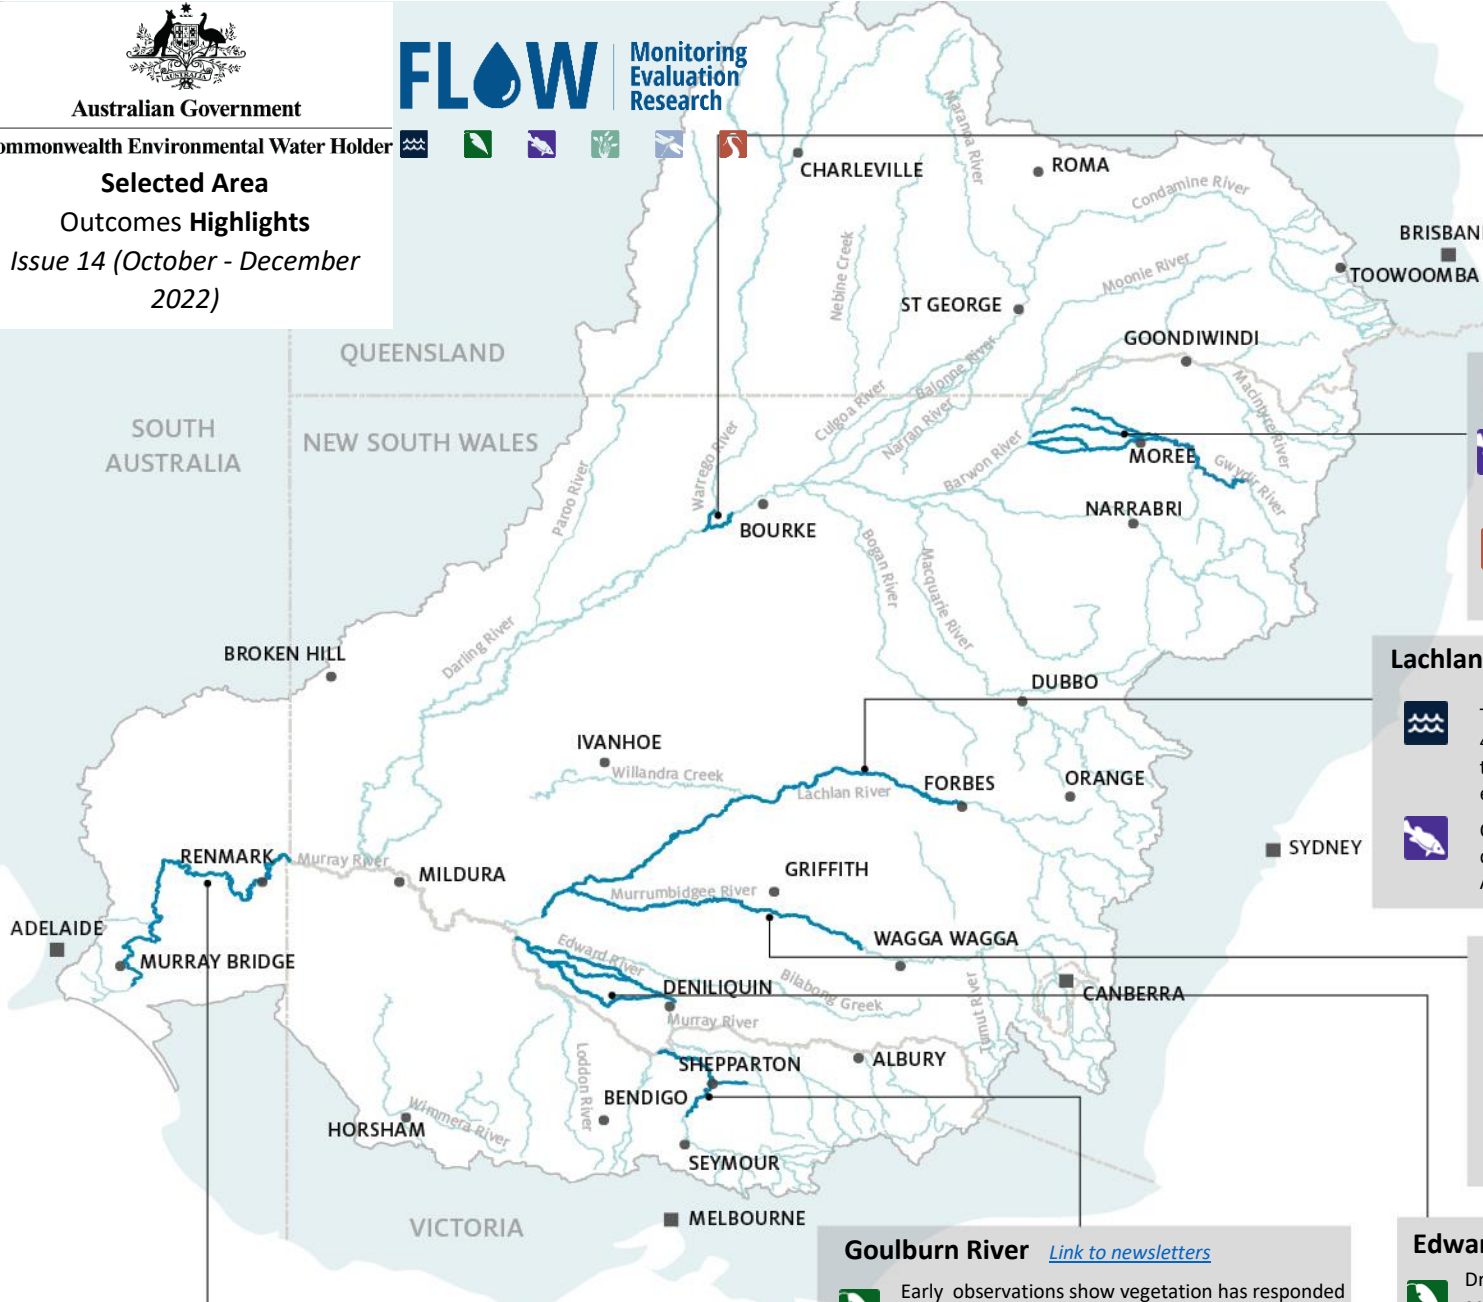 Australian Government
ommonwealth Environmental Water Holder
Selected Area
Outcomes Highlights
Issue 14 (October - December
2022)
FLOW
Monitoring
Evaluation
Research
CHARLEVILLE
Maranoa River
ROMA
Condamine River
BRISBAN
TOOWOOMBA
Nebine Creek
Moonie River
ST GEORGE
GOONDIWINDI
QUEENSLAND
Culgoa River
Balonne River
Narran River
Macintyre River
SOUTH
AUSTRALIA
NEW SOUTH WALES
Paroo River
Warrego River
Barwon River
MOREE
Gwydir River
NARRABRI
BOURKE
Bogan River
Macquarie River
Darling River
BROKEN HILL
DUBBO
Lachlan
IVANHOE
Willandra Creek
Lachlan River
FORBES
ORANGE
SYDNEY
RENMARK
Murray River
MILDURA
GRIFFITH
Murrumbidgee River
ADELAIDE
MURRAY BRIDGE
Edward River
WAGGA WAGGA
DENILIQUIN
Bilabong Greek
Tumut River
CANBERRA
Murray River
SHEPPARTON
ALBURY
Loddon River
BENDIGO
HORSHAM
Wimmera River
SEYMOUR
VICTORIA
MELBOURNE
Goulburn River Link to newsletters
Early observations show vegetation has responded
Edwar
Dr